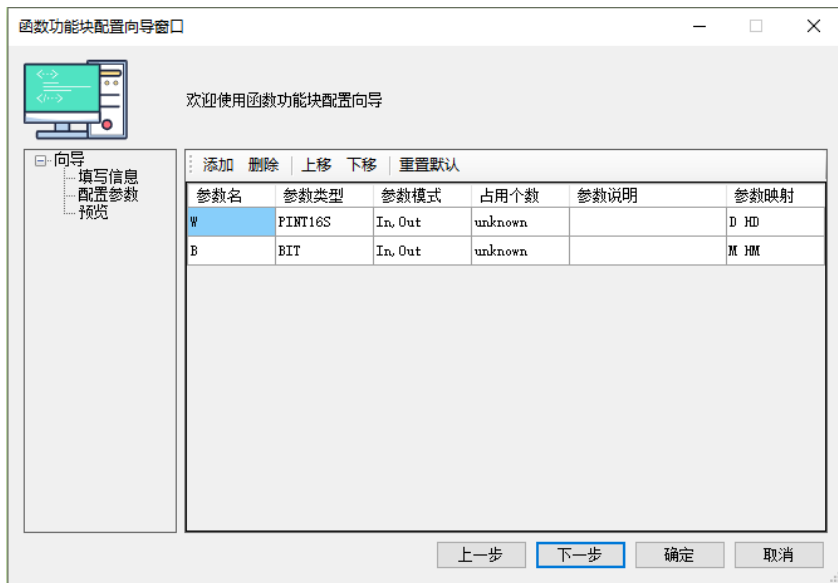 函数功能块配置向导窗口
<··>
</··>
欢迎使用函数功能块配置向导
向导
填写信息
配置参数
预览
添加 删除 上移 下移 重置默认
参数名 参数类型 参数模式 占用个数 参数说明 参数映射
W PINT16S In,Out unknown D HD
B BIT In,Out unknown M HM
上一步 下一步 确定 取消